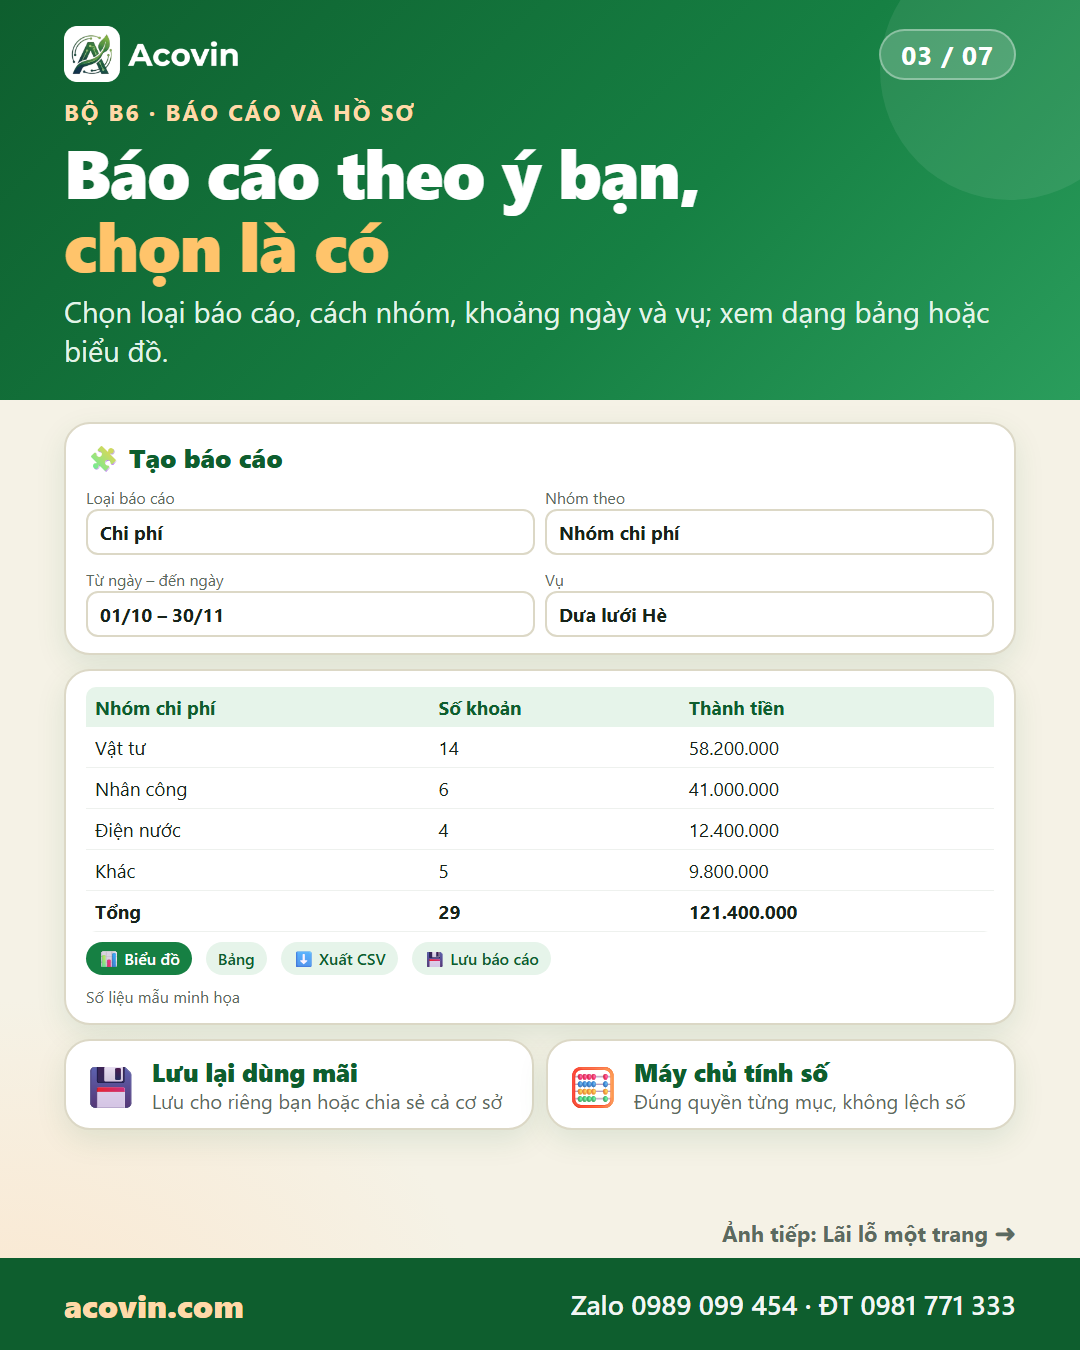 Acovin
03 / 07
BỘ B6 · BÁO CÁO VÀ HỒ SƠ
Báo cáo theo ý bạn,
chọn là có
Chọn loại báo cáo, cách nhóm, khoảng ngày và vụ; xem dạng bảng hoặc
biểu đồ.
Tạo báo cáo
Loại báo cáo
Nhóm theo
Chi phí
Nhóm chi phí
Từ ngày – đến ngày
Vụ
01/10 – 30/11
Dưa lưới Hè
Nhóm chi phí Số khoản Thành tiền
Vật tư 14 58.200.000
Nhân công 6 41.000.000
Điện nước 4 12.400.000
Khác 5 9.800.000
Tổng 29 121.400.000
Biểu đồ Bảng Xuất CSV Lưu báo cáo
Số liệu mẫu minh họa
Lưu lại dùng mãi
Lưu cho riêng bạn hoặc chia sẻ cả cơ sở
Máy chủ tính số
Đúng quyền từng mục, không lệch số
Ảnh tiếp: Lãi lỗ một trang →
acovin.com
Zalo 0989 099 454 · ĐT 0981 771 333